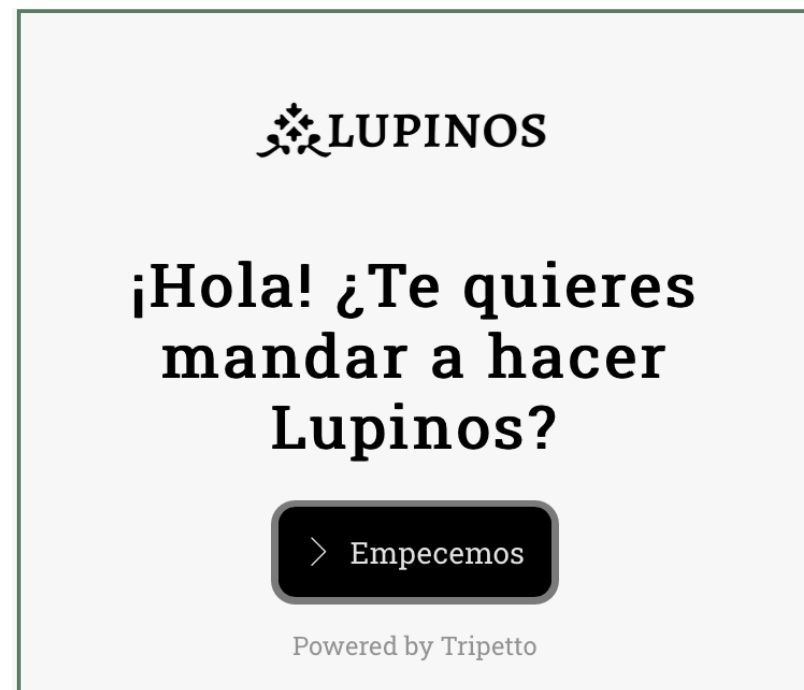 LUPINOS
¡Hola! ¿Te quieres
mandar a hacer
Lupinos?
Empecemos
Powered by Tripetto